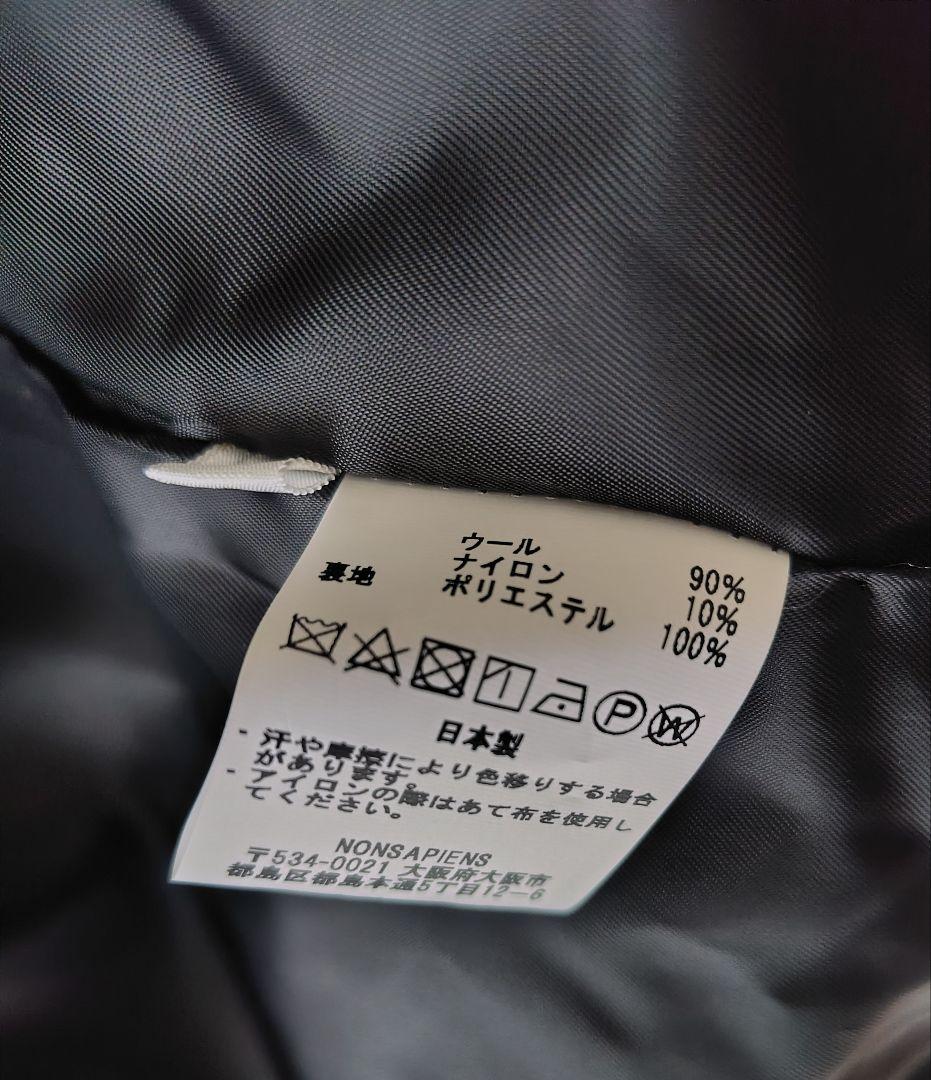 ウール 90%
ナイロン 10%
裏地 ポリエステル 100%
P W
日本製
・汗や摩擦により色移りする場合
があります。
・アイロンの際はあて布を使用し
てください。
NONSAPIENS
〒534-0021 大阪府大阪市
都島区都島本通5丁目12-6